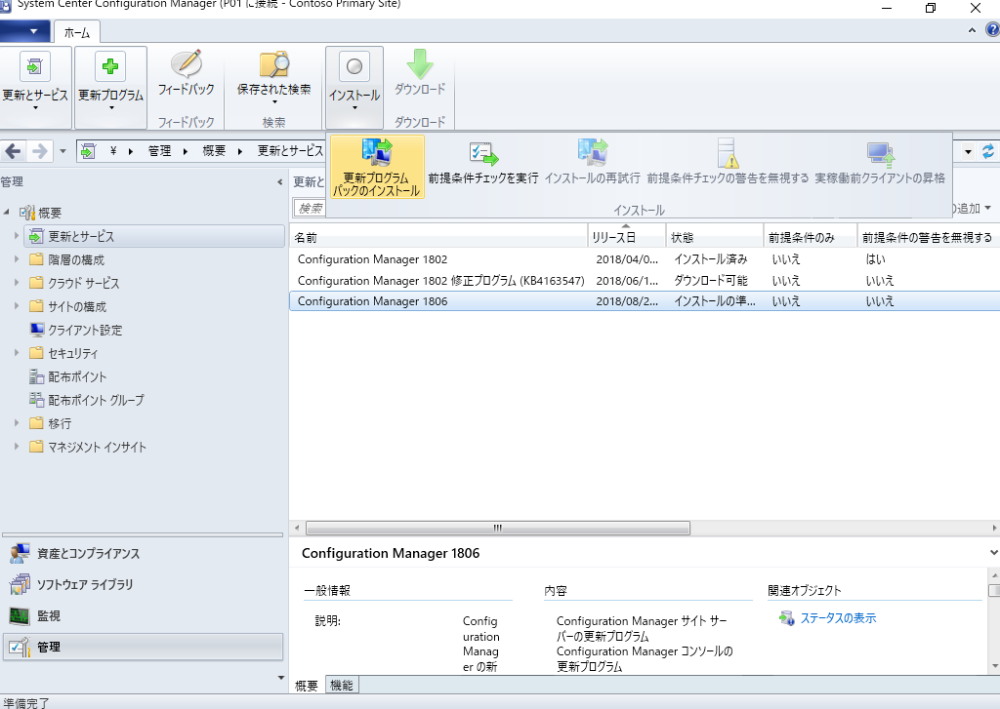 System Center Configuration Manager (P01 に接続 - Contoso Primary Site)
ホーム
更新とサービス
更新プログラム
フィードバック
保存された検索
インストール
ダウンロード
フィードバック
検索
ダウンロード
¥ 管理 概要 更新とサービス
更新プログラム
パックのインストール
前提条件チェックを実行
インストールの再試行
前提条件チェックの警告を無視する
実稼働前クライアントの昇格
インストール
管理
更新と
概要
検索
の追加
更新とサービス
階層の構成
クラウド サービス
サイトの構成
クライアント設定
セキュリティ
配布ポイント
配布ポイント グループ
移行
マネジメント インサイト
名前 リリース日 状態 前提条件のみ 前提条件の警告を無視する
Configuration Manager 1802 2018/04/0... インストール済み いいえ はい
Configuration Manager 1802 修正プログラム (KB4163547) 2018/06/1... ダウンロード可能 いいえ いいえ
Configuration Manager 1806 2018/08/2... インストールの準... いいえ いいえ
資産とコンプライアンス
ソフトウェア ライブラリ
監視
管理
Configuration Manager 1806
一般情報
説明:
Config
uration
Manag
er の新
内容
Configuration Manager サイト サー
バーの更新プログラム
Configuration Manager コンソールの
更新プログラム
関連オブジェクト
ステータスの表示
概要 機能
準備完了